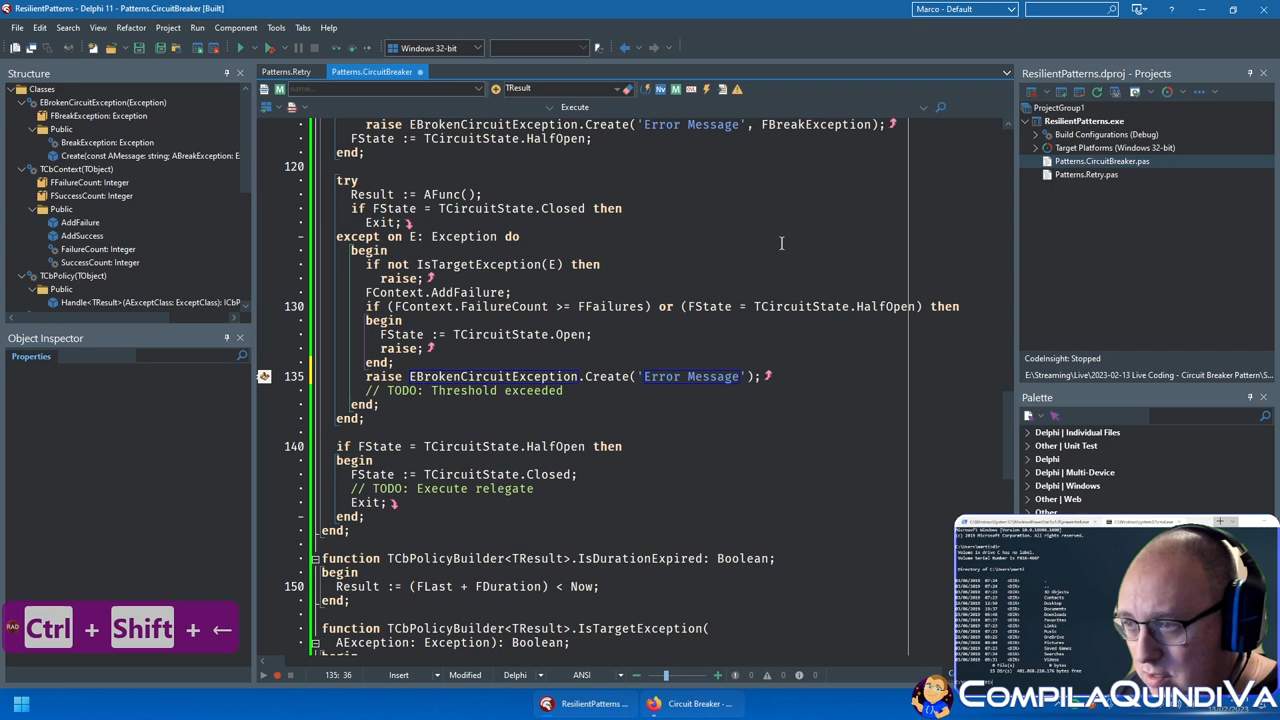 ResilientPatterns - Delphi 11 - Patterns.CircuitBreaker [Built]
Marco - Default
File Edit Search View Refactor Project Run Component Tools Tabs Help
Windows 32-bit
Structure
Classes
EBrokenCircuitException(Exception)
FBreakException: Exception
Public
BreakException: Exception
Create(const AMessage: string; ABreakException: E
TCbContext(TObject)
FFailureCount: Integer
FSuccessCount: Integer
Public
AddFailure
AddSuccess
FailureCount: Integer
SuccessCount: Integer
TCbPolicy(TObject)
Public
Handle<TResult>(AExceptClass: ExceptClass): ICbP
Object Inspector
Properties
Patterns.Retry
Patterns.CircuitBreaker
name...
TResult
Execute
raise EBrokenCircuitException.Create('Error Message', FBreakException);
FState := TCircuitState.HalfOpen;
end;
120
try
Result := AFunc();
if FState = TCircuitState.Closed then
Exit;
except on E: Exception do
begin
if not IsTargetException(E) then
raise;
FContext.AddFailure;
130 if (FContext.FailureCount >= FFailures) or (FState = TCircuitState.HalfOpen) then
begin
FState := TCircuitState.Open;
raise;
end;
135 raise EBrokenCircuitException.Create('Error Message');
// TODO: Threshold exceeded
end;
end;
140 if FState = TCircuitState.HalfOpen then
begin
FState := TCircuitState.Closed;
// TODO: Execute relegate
Exit;
end;
end;
IsDurationExpired: Boolean;
begin
Result := (FLast + FDuration) < Now;
end;
AException: Exception): Boolean;
Insert Modified Delphi
0 0 0
ResilientPatterns.dproj - Projects
ProjectGroup1
ResilientPatterns.exe
Build Configurations (Debug)
Target Platforms (Windows 32-bit)
Patterns.CircuitBreaker.pas
Patterns.Retry.pas
CodeInsight: Stopped
E:\Streaming\Live\2023-02-13 Live Coding - Circuit Breaker Pattern\S...
Palette
Delphi | Individual Files
Other | Unit Test
Delphi
Delphi | Multi-Device
Delphi | Windows
Other | Web
Other
RAD Ctrl + Shift + ←
ResilientPatterns ...
Circuit Breaker - ...
CompilaQuindiVa